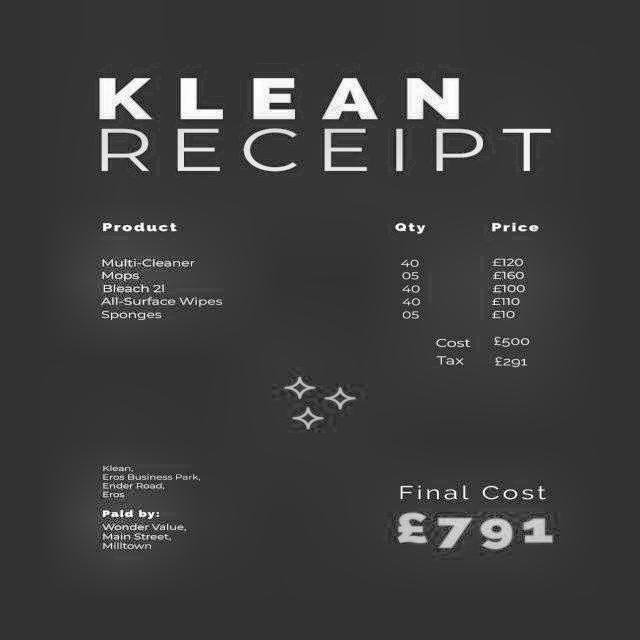 KLEAN
RECEIPT
Product Qty Price
Multi-Cleaner 40 £120
Mops 05 £160
Bleach 2l 40 £100
All-Surface Wipes 40 £110
Sponges 05 £10
Cost £500
Tax £291
Klean,
Eros Business Park,
Ender Road,
Eros
Paid by:
Wonder Value,
Main Street,
Milltown
Final Cost
£791